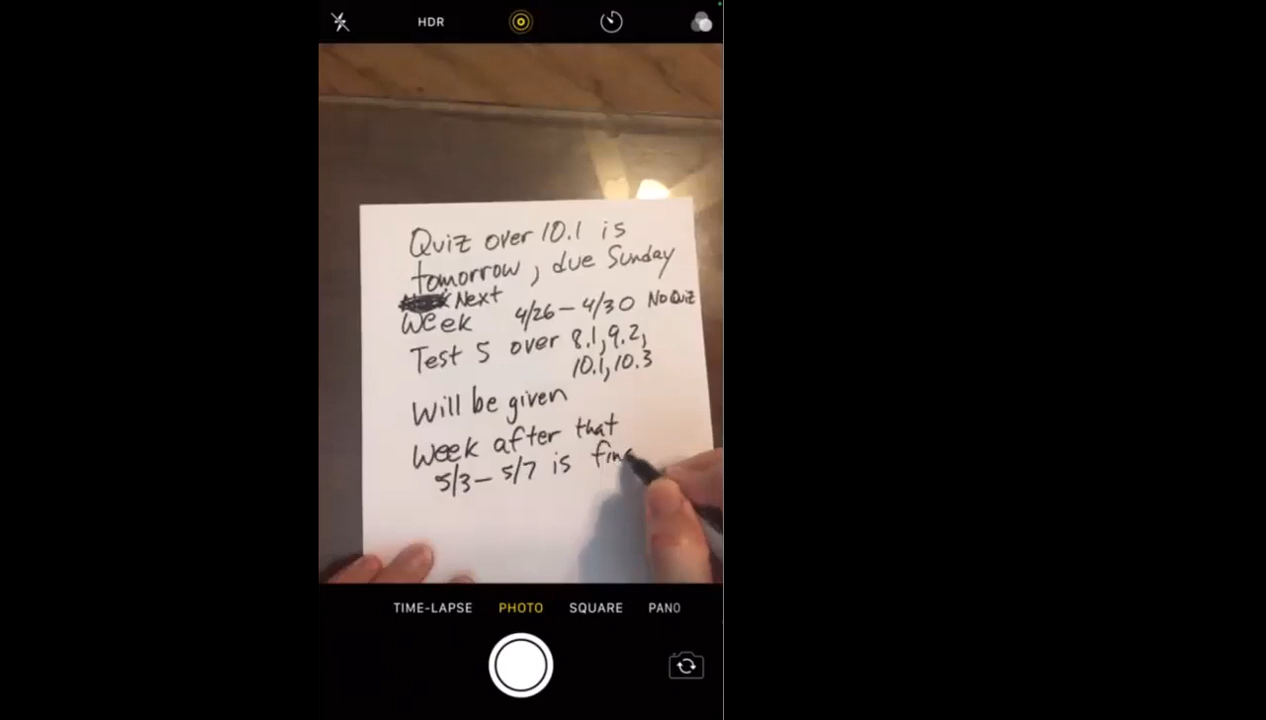 HDR
Quiz over 10.1 is
tomorrow, due Sunday
Next
Week 4/26 – 4/30 No Quiz
Test 5 over 8.1, 9.2,
10.1, 10.3
Will be given
Week after that
5/3 – 5/7 is fina
TIME-LAPSE PHOTO SQUARE PANO